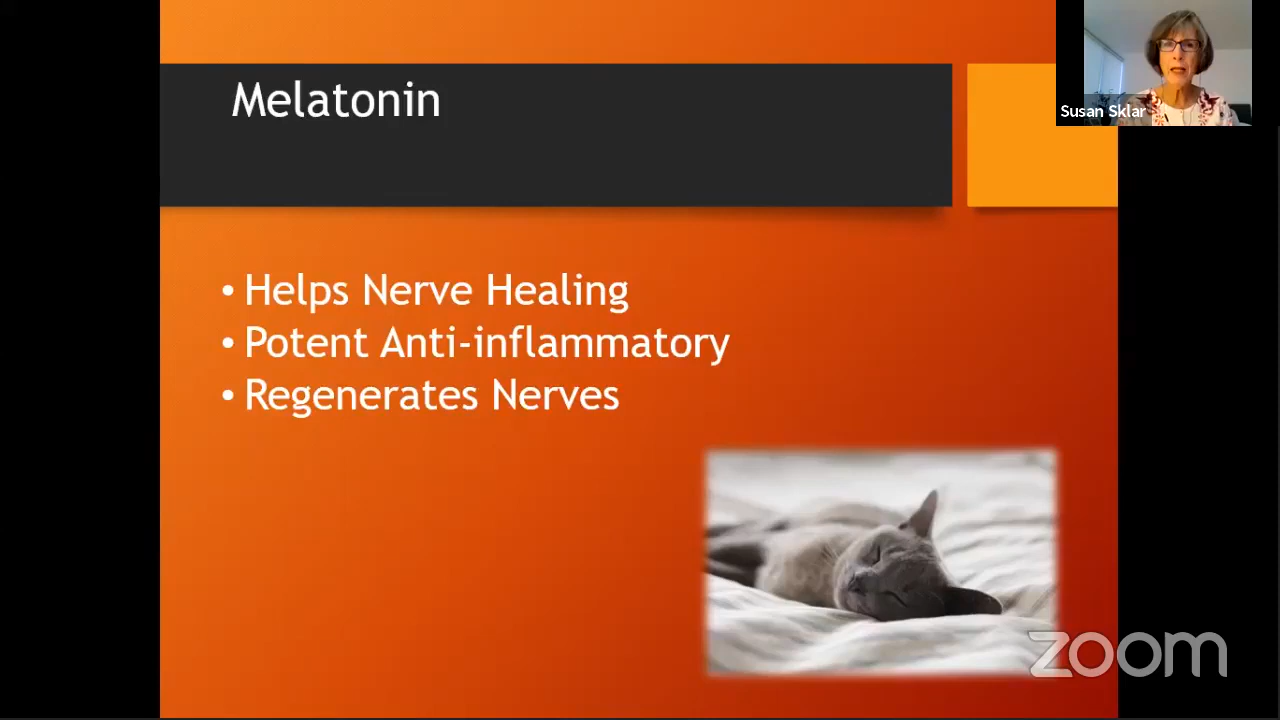 Melatonin
Susan Sklar
• Helps Nerve Healing
• Potent Anti-inflammatory
• Regenerates Nerves
zoom